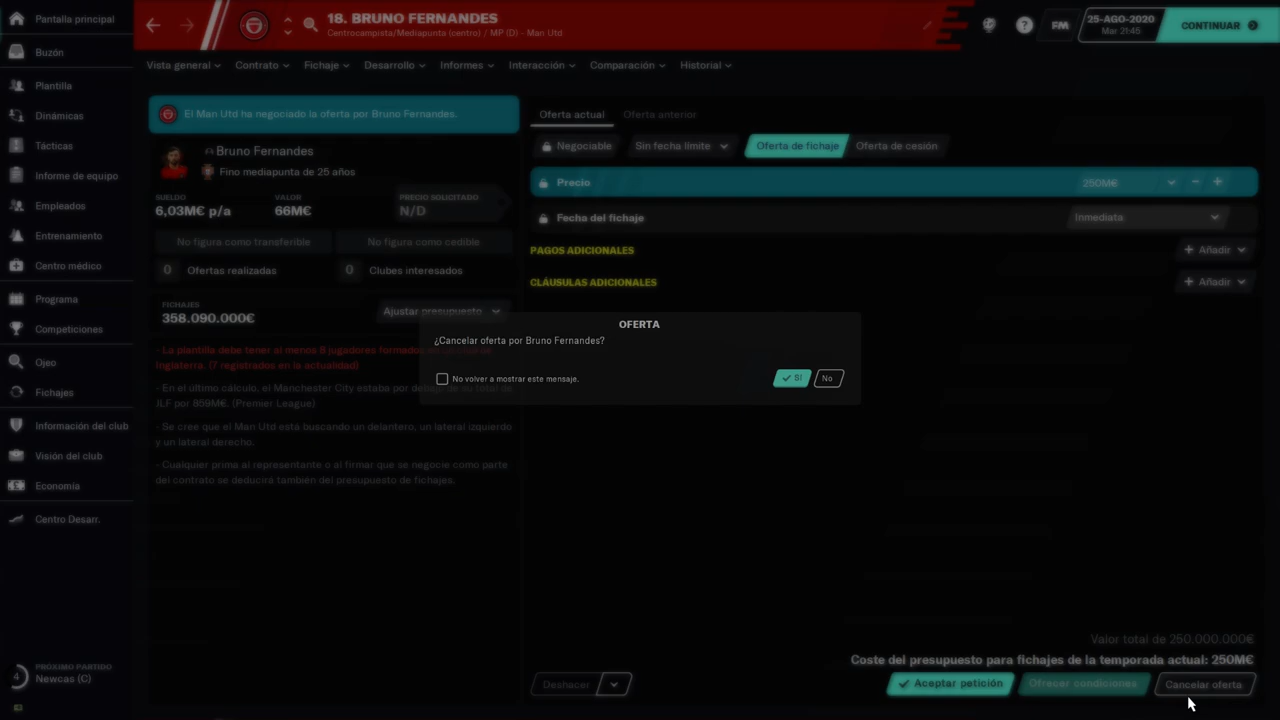 Pantalla principal
Buzón
Plantilla
Dinámicas
Tácticas
Informe de equipo
Empleados
Entrenamiento
Centro médico
Programa
Competiciones
Ojeo
Fichajes
Información del club
Visión del club
Economía
Centro Desarr.
4
PRÓXIMO PARTIDO
Newcas (C)
18. BRUNO FERNANDES
Centrocampista/Mediapunta (centro) / MP (D) - Man Utd
?
FM
25-AGO-2020
Mar 21:45
CONTINUAR
Vista general
Contrato
Fichaje
Desarrollo
Informes
Interacción
Comparación
Historial
El Man Utd ha negociado la oferta por Bruno Fernandes.
Bruno Fernandes
Fino mediapunta de 25 años
SUELDO
6,03M€ p/a
VALOR
66M€
PRECIO SOLICITADO
N/D
No figura como transferible
No figura como cedible
0 Ofertas realizadas
0 Clubes interesados
FICHAJES
358.090.000€
Ajustar presupuesto
- La plantilla debe tener al menos 8 jugadores formados
Inglaterra. (7 registrados en la actualidad)
- En el último cálculo, el Manchester City estaba por
JLF por 859M€. (Premier League)
- Se cree que el Man Utd está buscando un delantero, un lateral izquierdo
y un lateral derecho.
- Cualquier prima al representante o al firmar que se negocie como parte
del contrato se deducirá también del presupuesto de fichajes.
Oferta actual
Oferta anterior
Negociable
Sin fecha límite
Oferta de fichaje
Oferta de cesión
Precio
250M€
Fecha del fichaje
Inmediata
PAGOS ADICIONALES
Añadir
CLÁUSULAS ADICIONALES
Añadir
OFERTA
¿Cancelar oferta por Bruno Fernandes?
No volver a mostrar este mensaje.
Sí
No
Valor total de 250.000.000€
Coste del presupuesto para fichajes de la temporada actual: 250M€
Deshacer
Aceptar petición
Ofrecer condiciones
Cancelar oferta